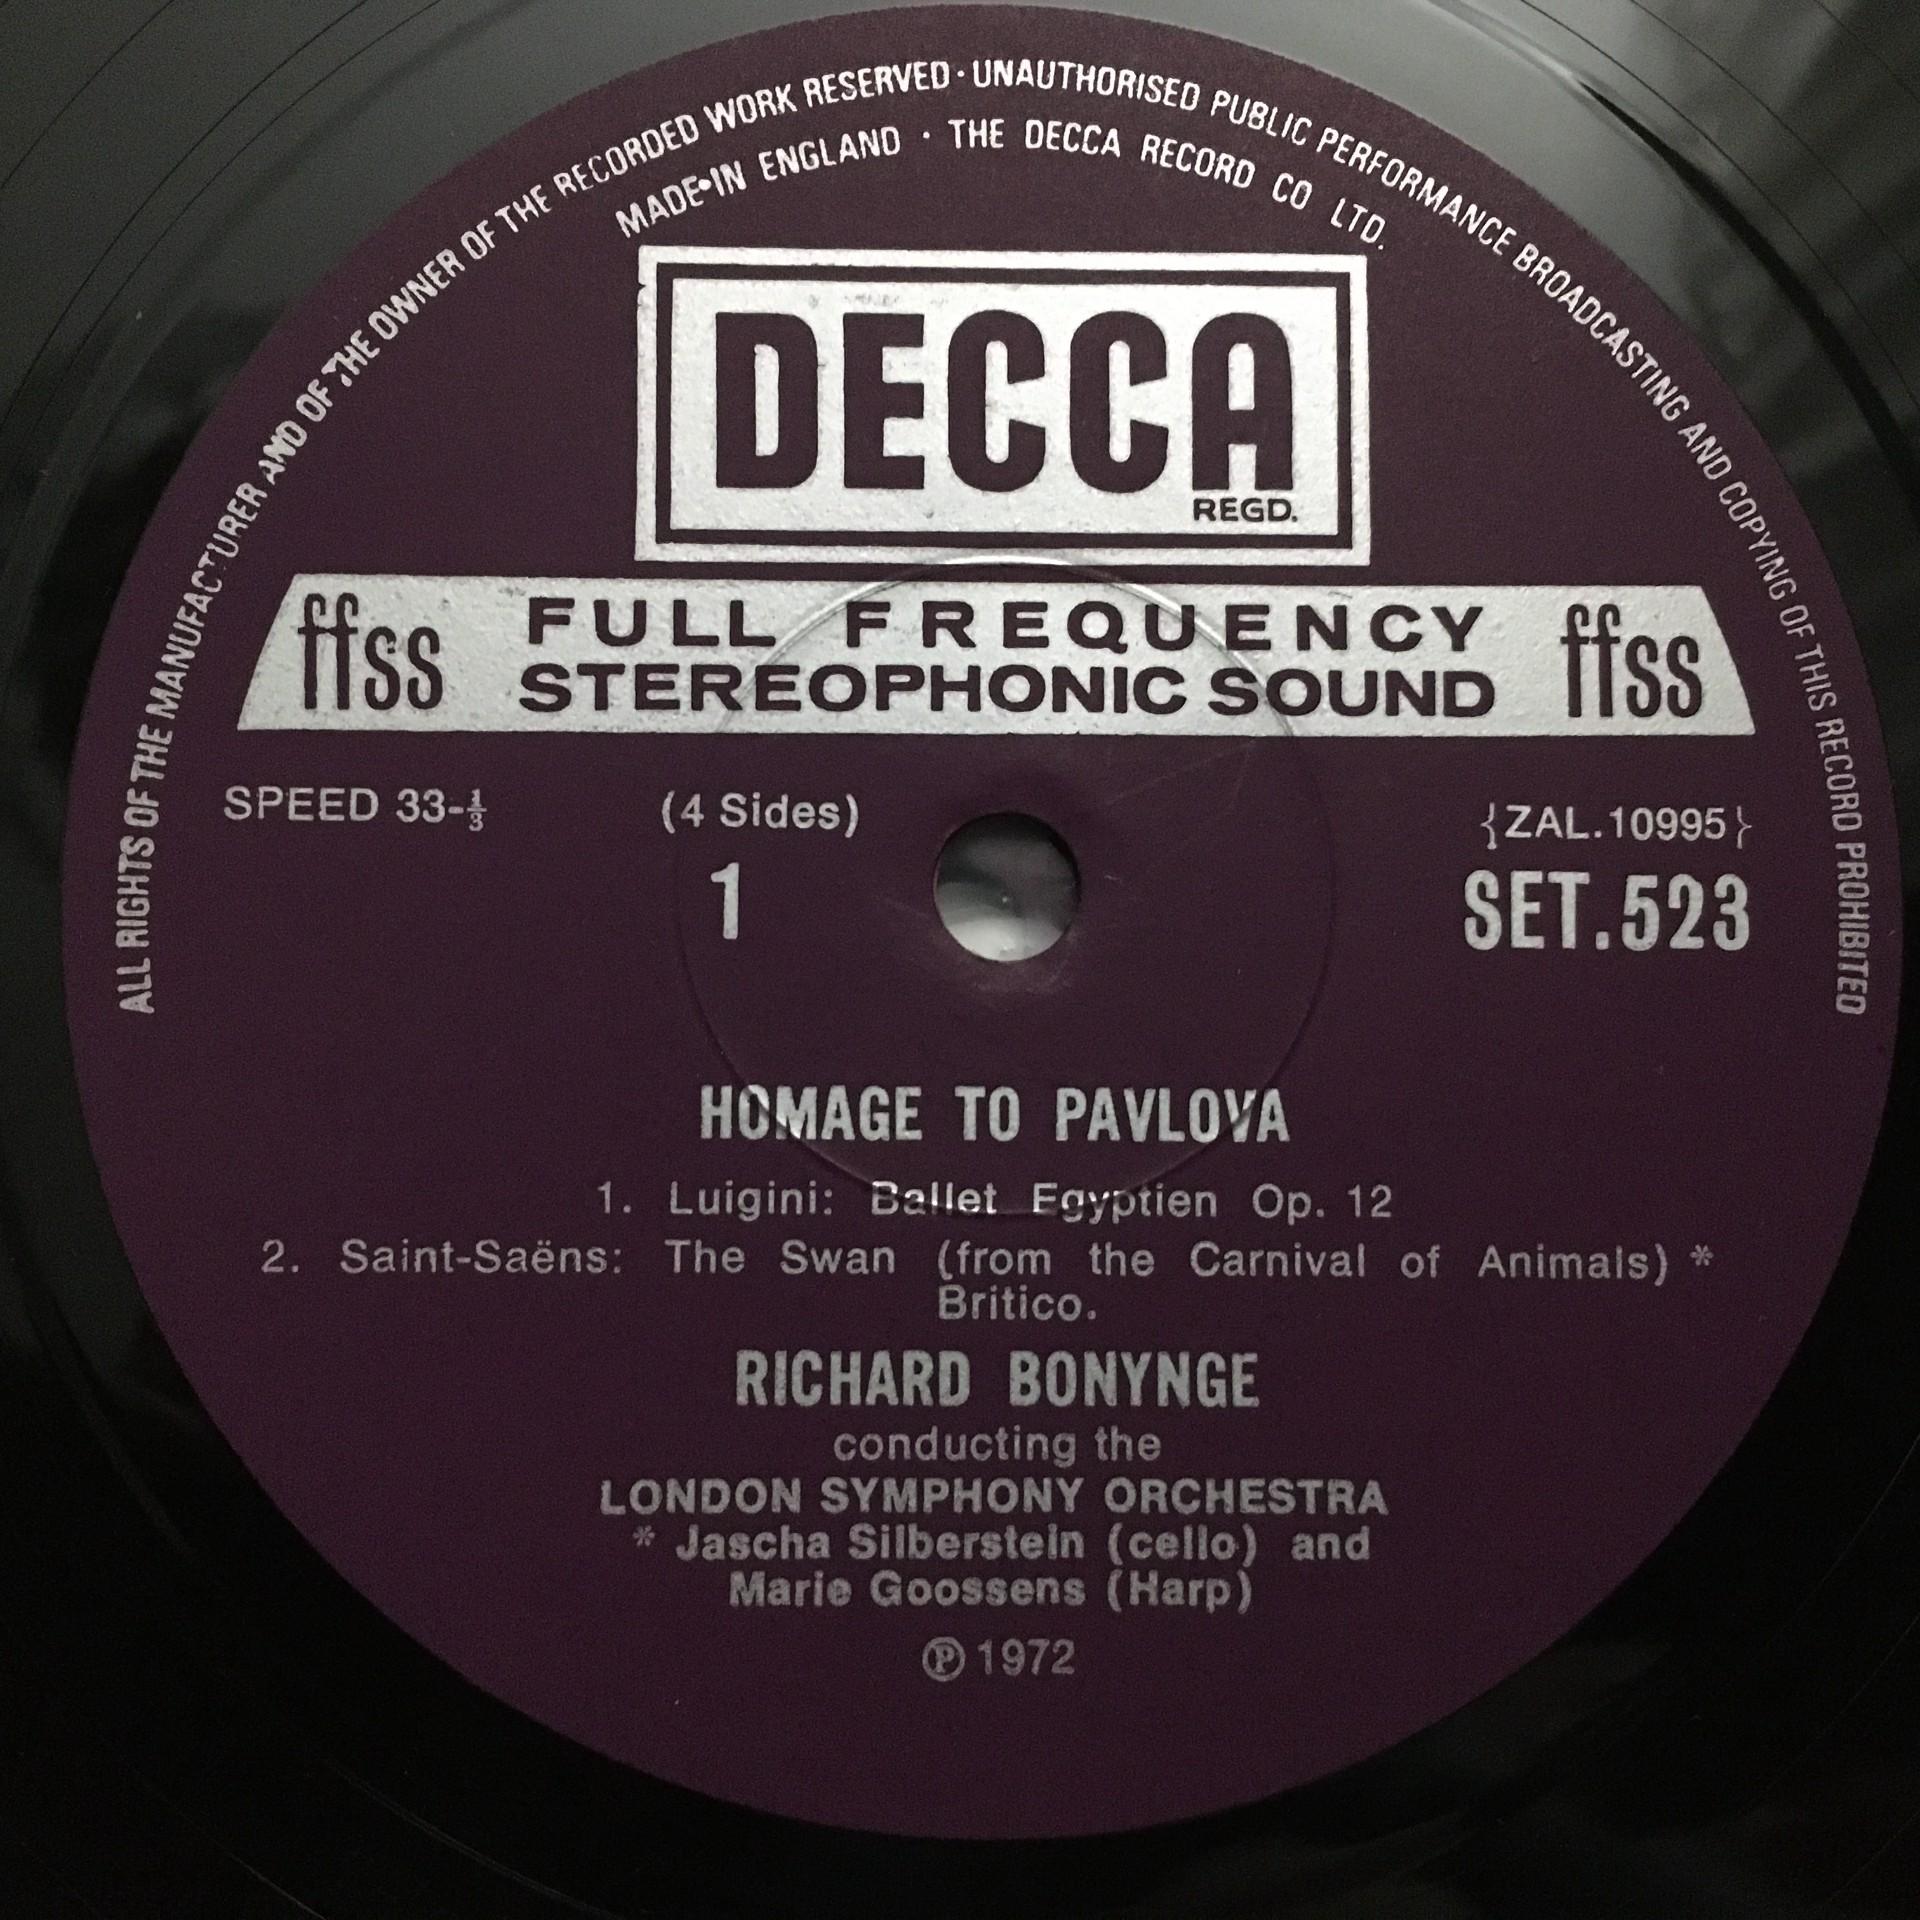 ALL RIGHTS OF THE MANUFACTURER AND OF THE OWNER OF THE RECORDED WORK RESERVED · UNAUTHORISED PUBLIC PERFORMANCE BROADCASTING AND COPYING OF THIS RECORD PROHIBITED
MADE IN ENGLAND · THE DECCA RECORD CO LTD.
DECCA
REGD.
ffss FULL FREQUENCY ffss
STEREOPHONIC SOUND
SPEED 33-⅓ (4 Sides) {ZAL.10995}
1 SET.523
HOMAGE TO PAVLOVA
1. Luigini: Ballet Egyptien Op. 12
2. Saint-Saëns: The Swan (from the Carnival of Animals) *
Britico.
RICHARD BONYNGE
conducting the
LONDON SYMPHONY ORCHESTRA
* Jascha Silberstein (cello) and
Marie Goossens (Harp)
℗ 1972